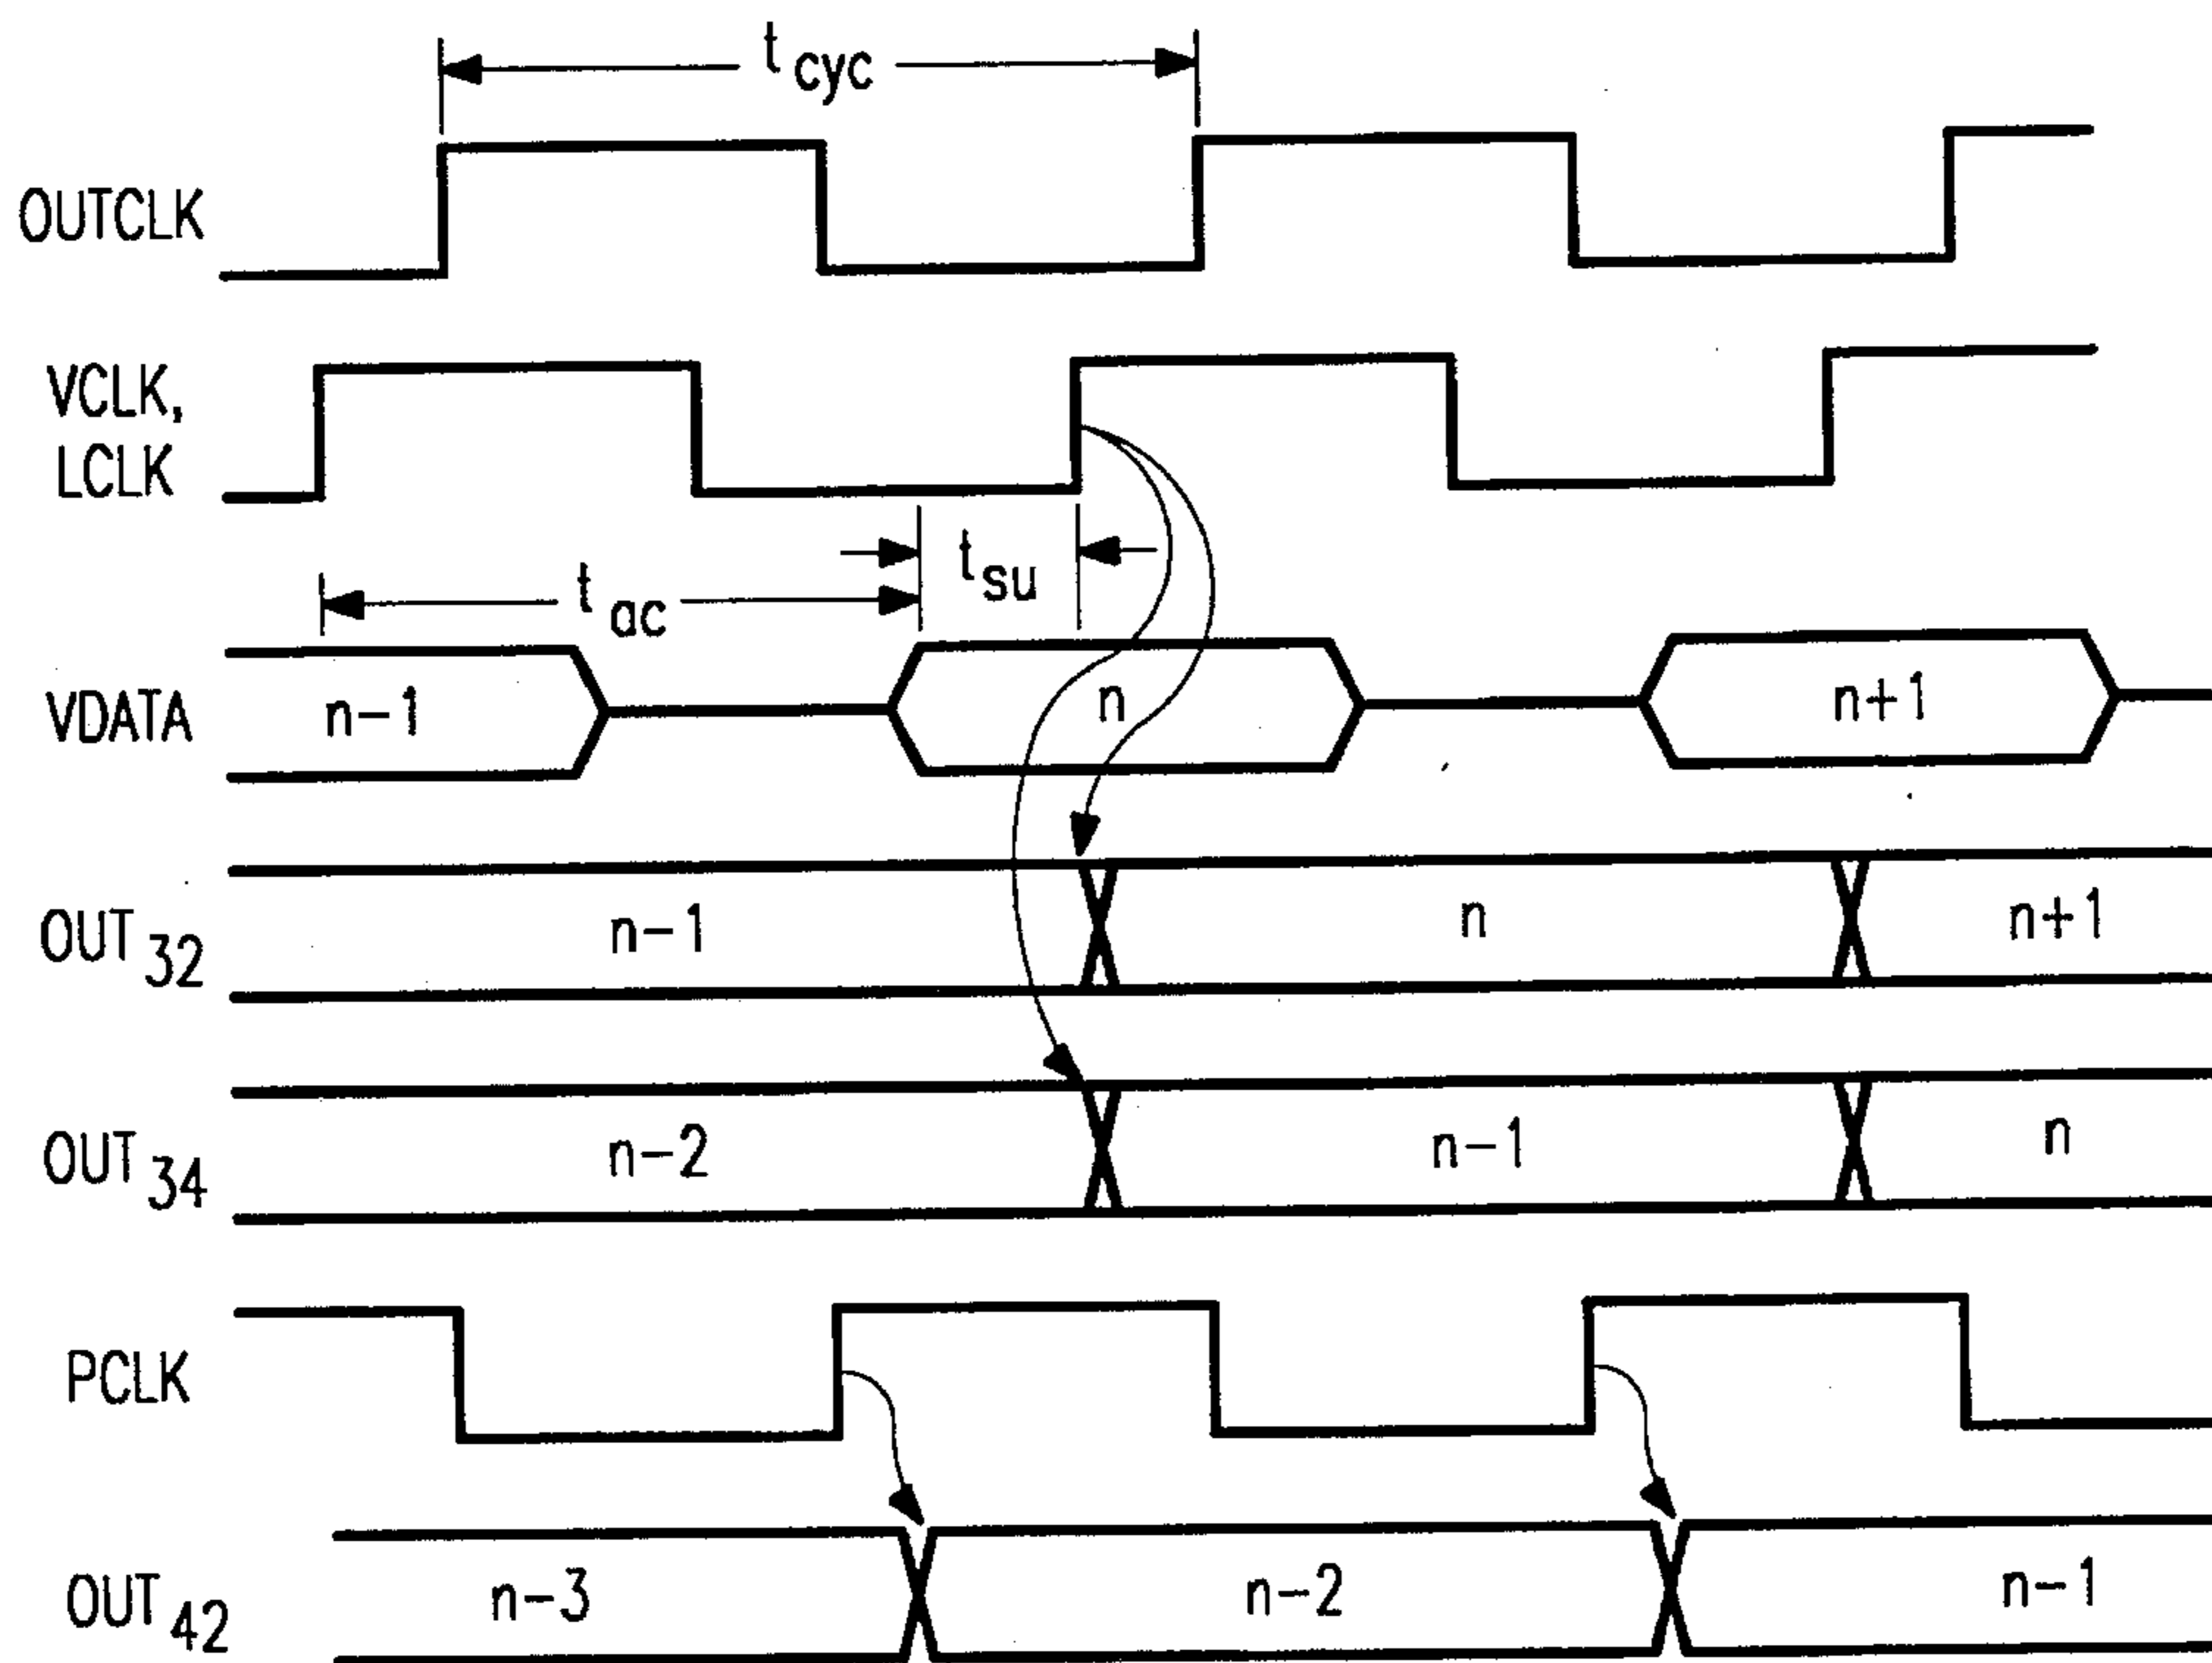 t cyc
OUTCLK
VCLK,
LCLK
t su
t ac
VDATA n-1 n n+1
OUT 32 n-1 n n+1
OUT 34 n-2 n-1 n
PCLK
OUT 42 n-3 n-2 n-1